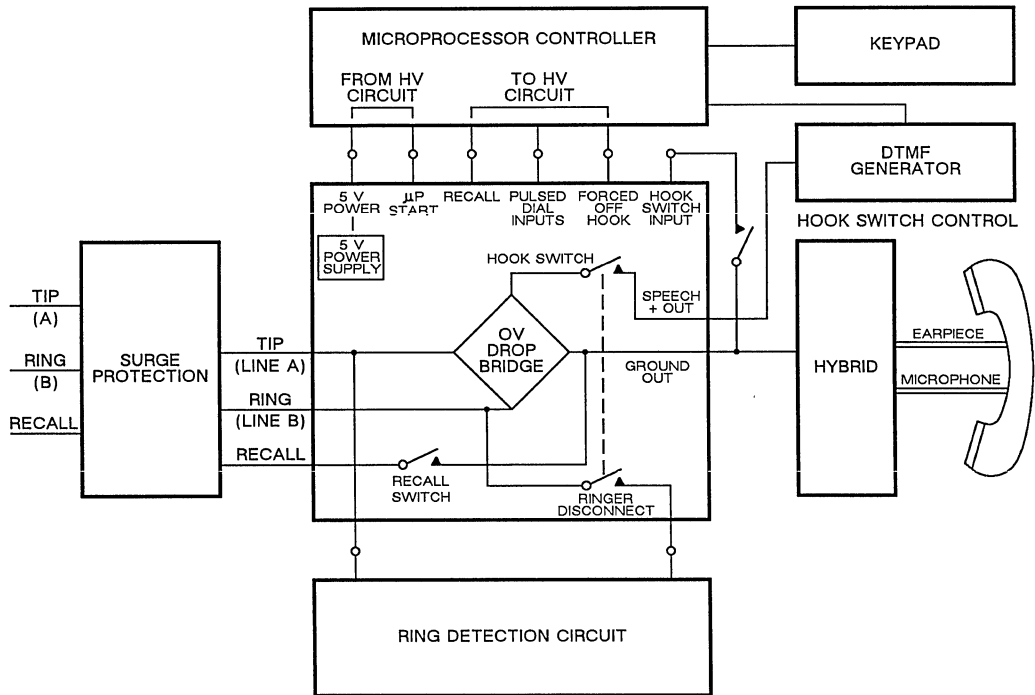 MICROPROCESSOR CONTROLLER
FROM HV
CIRCUIT
TO HV
CIRCUIT
KEYPAD
DTMF
GENERATOR
5 V
POWER
µP
START
RECALL
PULSED
DIAL
INPUTS
FORCED
OFF
HOOK
HOOK
SWITCH
INPUT
HOOK SWITCH CONTROL
5 V
POWER
SUPPLY
HOOK SWITCH
SPEECH
+ OUT
TIP
(A)
RING
(B)
RECALL
SURGE
PROTECTION
TIP
(LINE A)
RING
(LINE B)
RECALL
OV
DROP
BRIDGE
GROUND
OUT
RECALL
SWITCH
RINGER
DISCONNECT
HYBRID
EARPIECE
MICROPHONE
RING DETECTION CIRCUIT